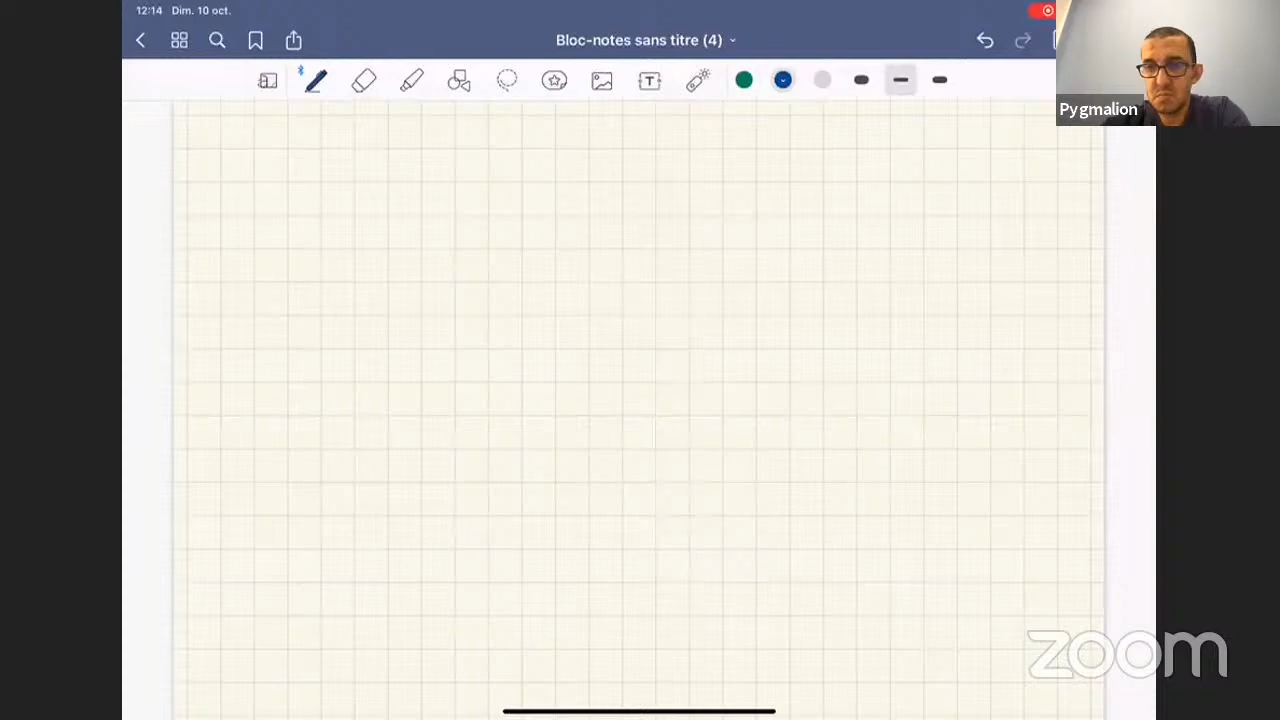 12:14 Dim. 10 oct.
Bloc-notes sans titre (4)
T
Pygmalion
zoom